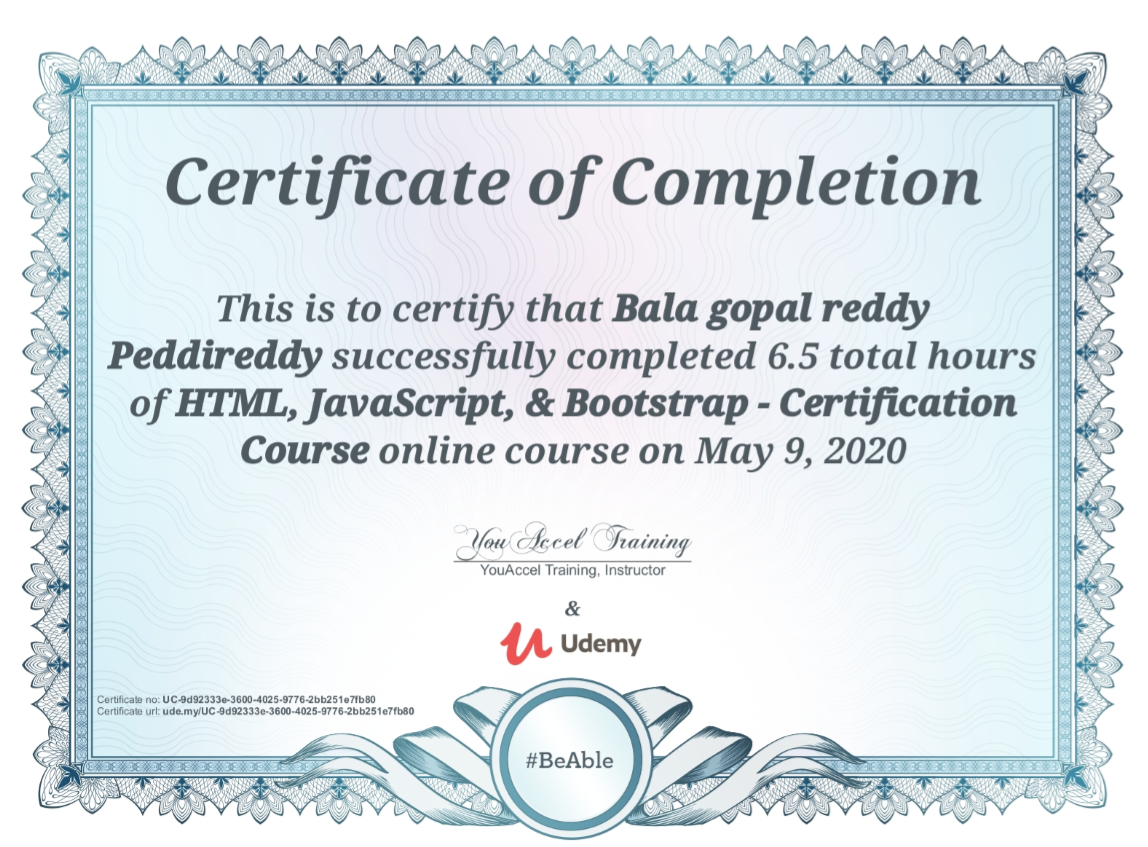 Certificate of Completion
This is to certify that Bala gopal reddy
Peddireddy successfully completed 6.5 total hours
of HTML, JavaScript, & Bootstrap - Certification
Course online course on May 9, 2020
YouAccel Training
YouAccel Training, Instructor
&
Udemy
Certificate no: UC-9d92333e-3600-4025-9776-2bb251e7fb80
Certificate url: ude.my/UC-9d92333e-3600-4025-9776-2bb251e7fb80
#BeAble